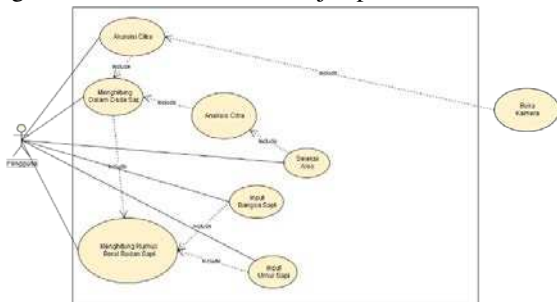 Akuisisi Citra
include
include
Menghitung
Dalam Dada Sapi
include
Analisis Citra
Buka
Kamera
include
Seleksi
Area
Pengguna
include
Input
Bangsa Sapi
include
Menghitung Rumus
Berat Badan Sapi
include
Input
Umur Sapi